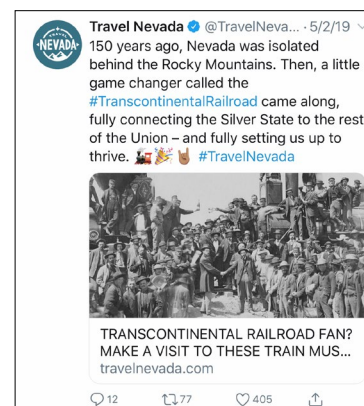 Travel Nevada @TravelNeva... · 5/2/19
NEVADA
150 years ago, Nevada was isolated
behind the Rocky Mountains. Then, a little
game changer called the
#TranscontinentalRailroad came along,
fully connecting the Silver State to the rest
of the Union – and fully setting us up to
thrive. 🚂🎉🤘 #TravelNevada
TRANSCONTINENTAL RAILROAD FAN?
MAKE A VISIT TO THESE TRAIN MUS...
travelnevada.com
12 77 405